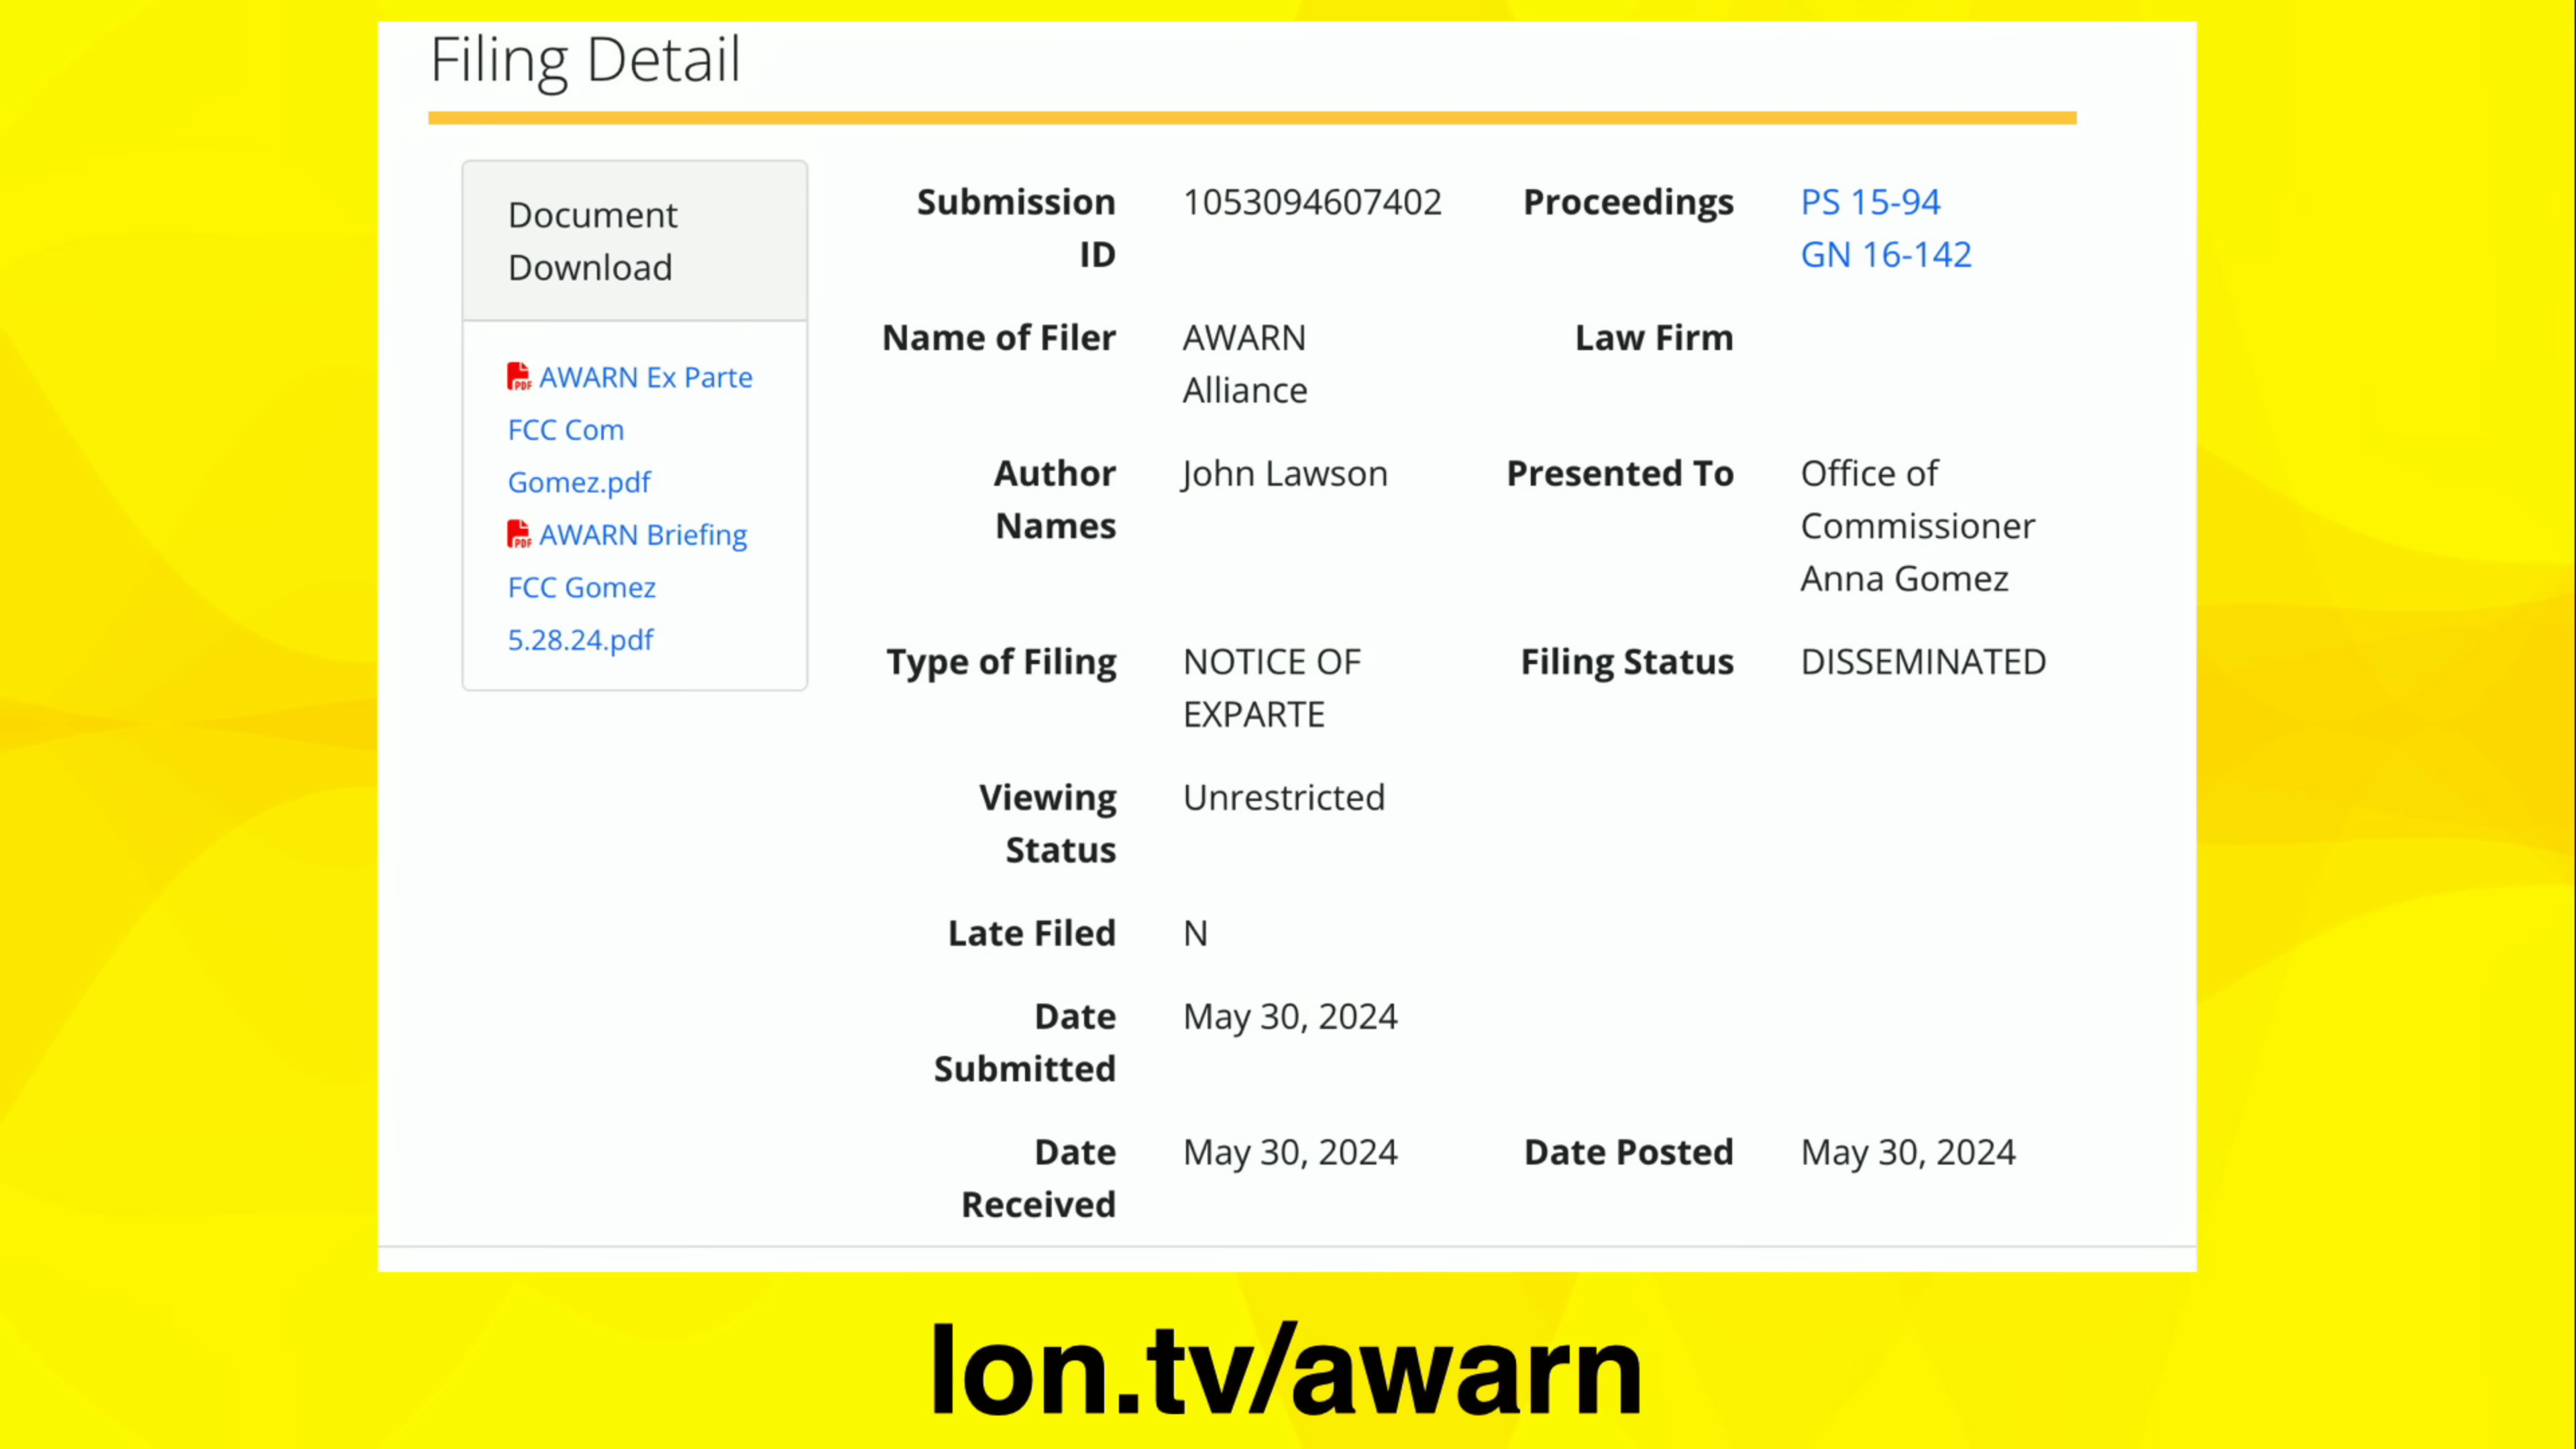 Filing Detail
Document
Download
AWARN Ex Parte
FCC Com
Gomez.pdf
AWARN Briefing
FCC Gomez
5.28.24.pdf
Submission
ID
1053094607402
Proceedings
PS 15-94
GN 16-142
Name of Filer
AWARN
Alliance
Law Firm
Author
Names
John Lawson
Presented To
Office of
Commissioner
Anna Gomez
Type of Filing
NOTICE OF
EXPARTE
Filing Status
DISSEMINATED
Viewing
Status
Unrestricted
Late Filed
N
Date
Submitted
May 30, 2024
Date
Received
May 30, 2024
Date Posted
May 30, 2024
lon.tv/awarn